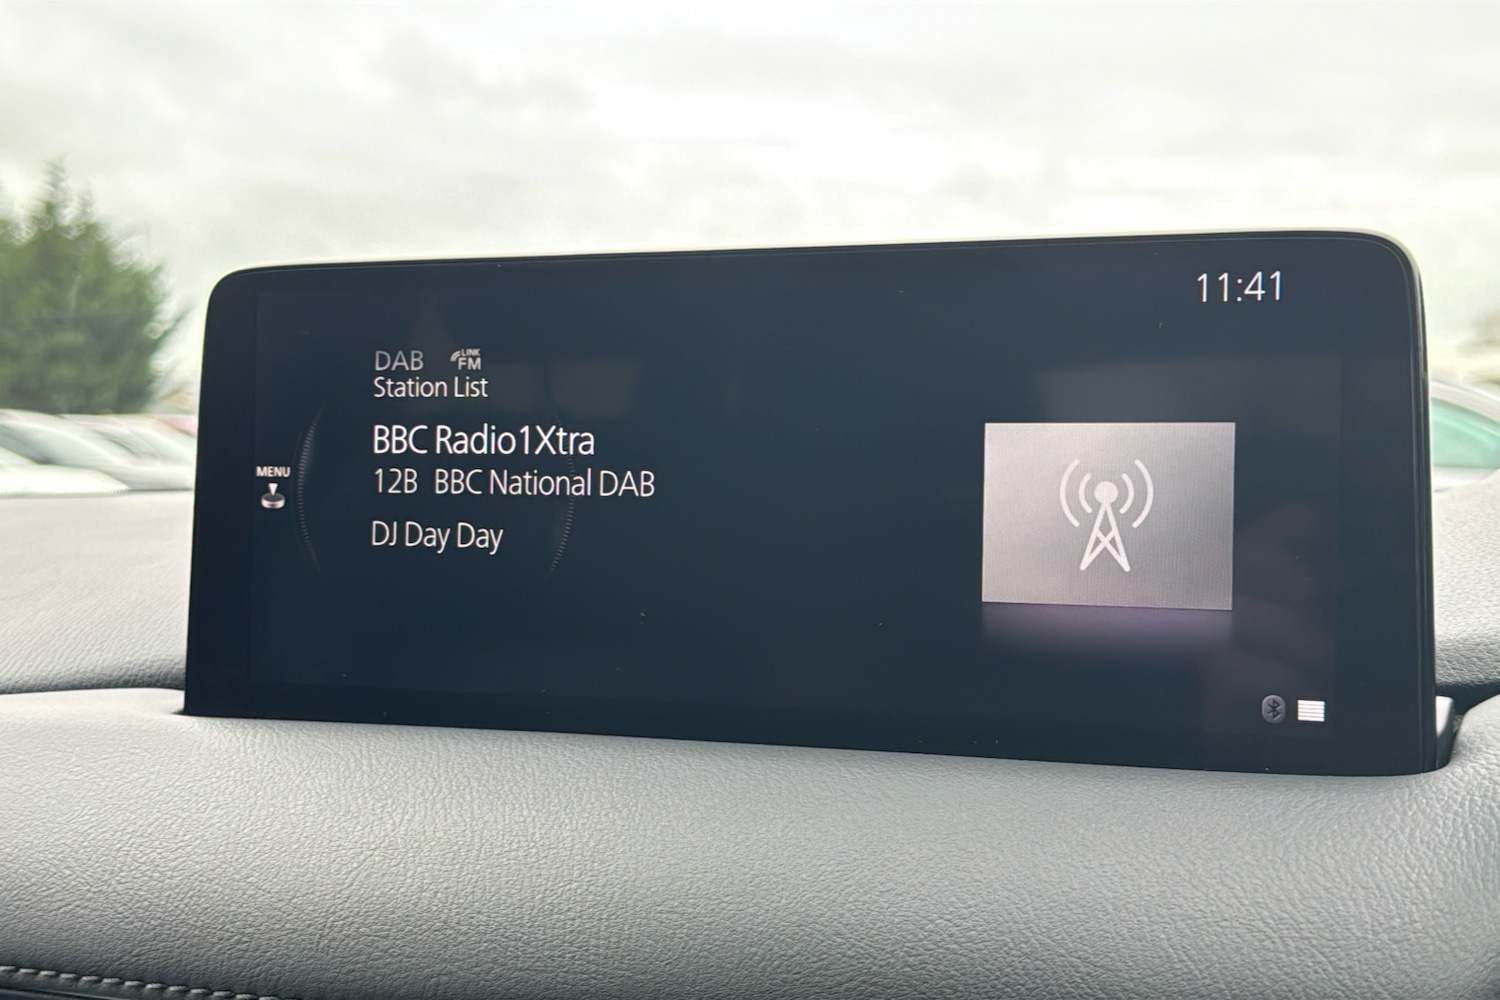 11:41
DAB LINK FM
Station List
BBC Radio1Xtra
MENU
12B BBC National DAB
DJ Day Day